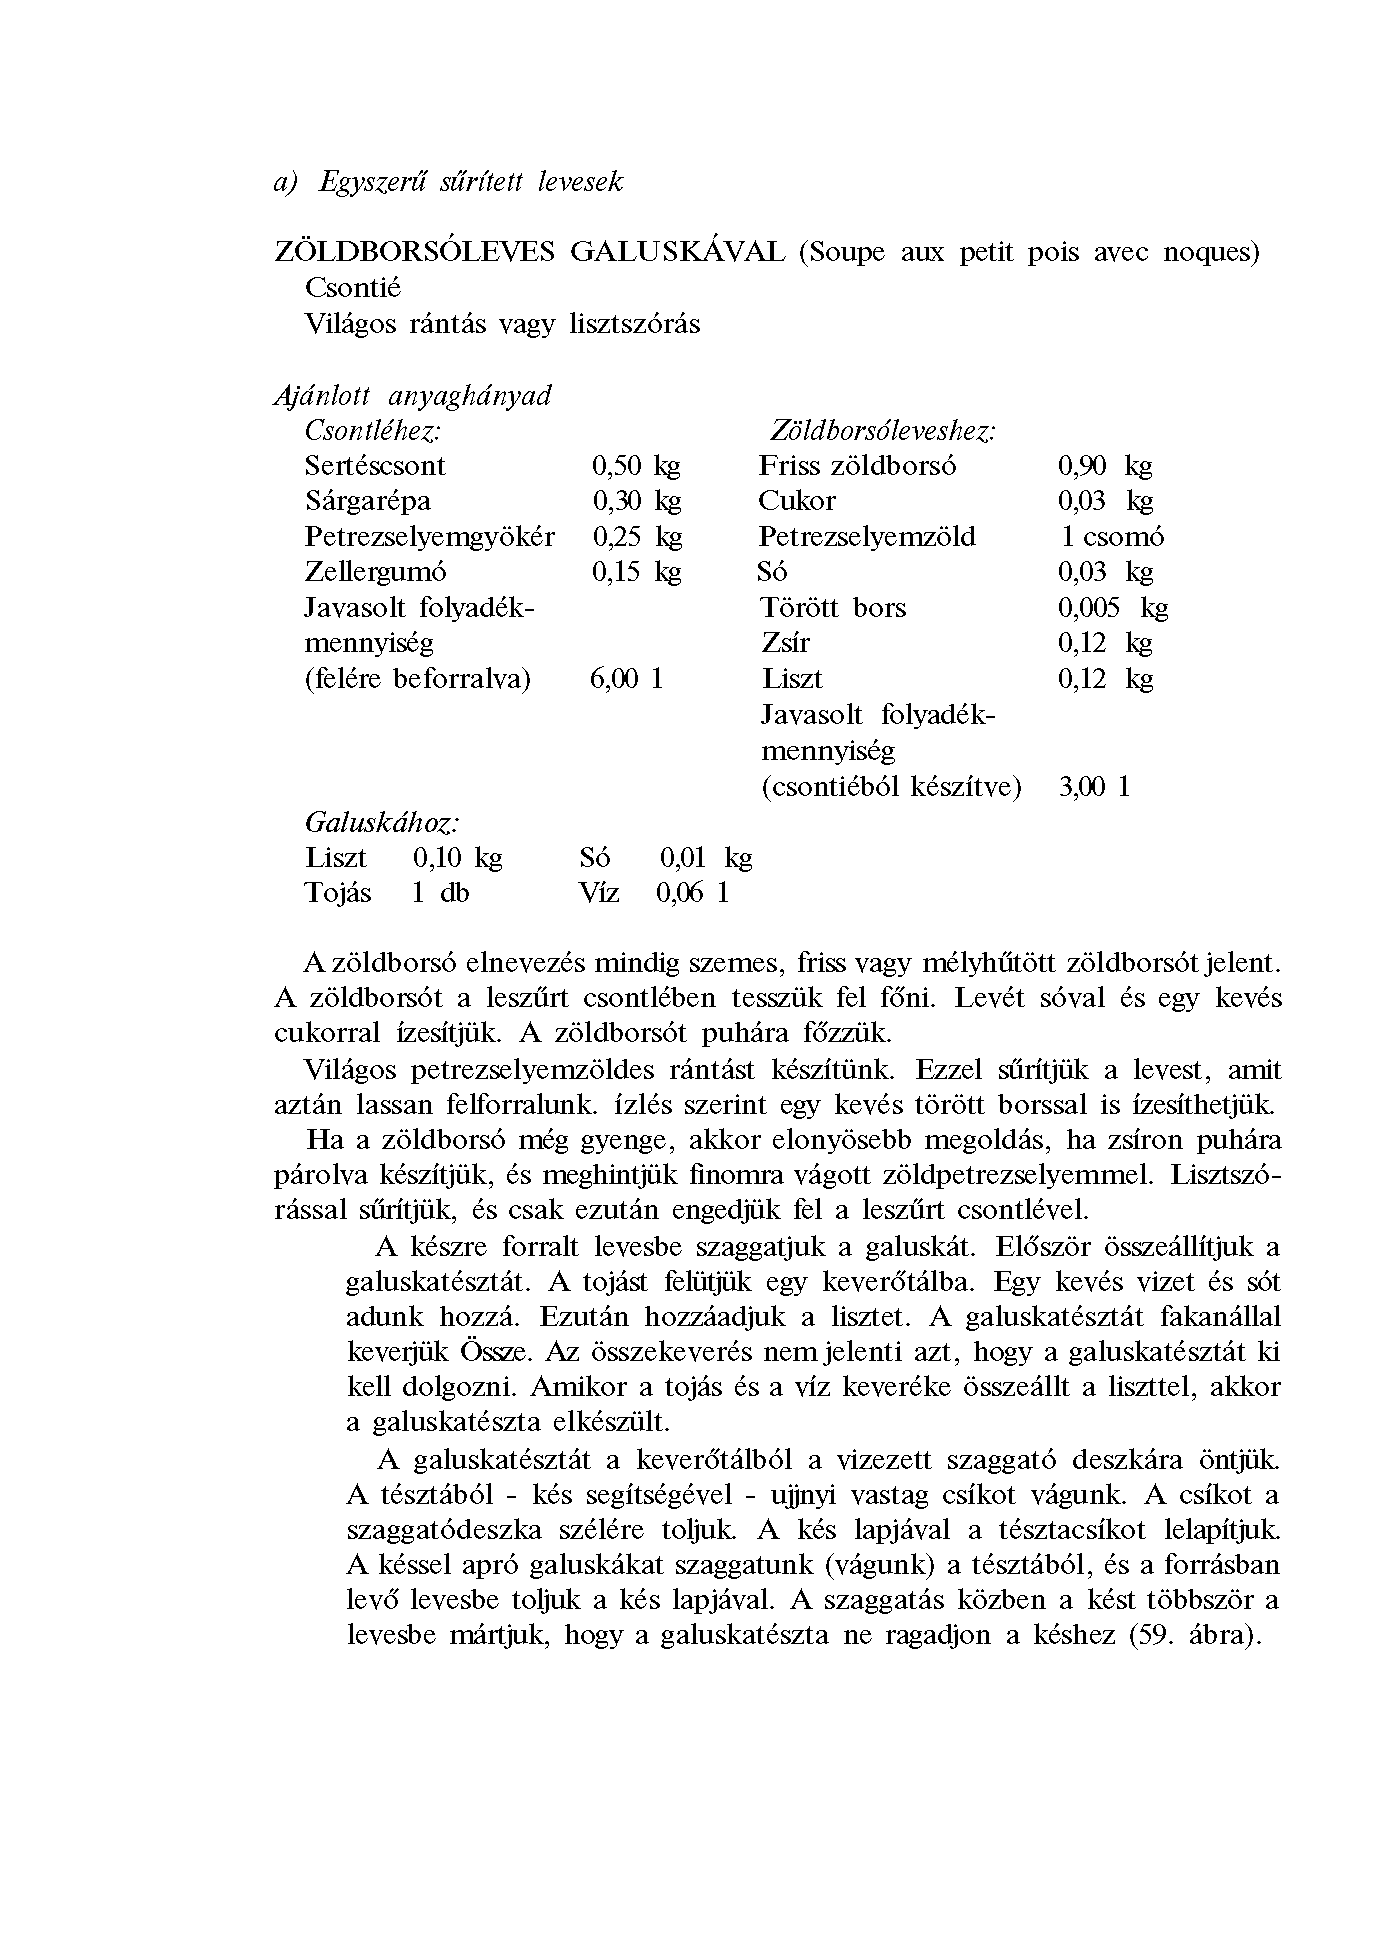 a) Egyszerű sűrített levesek
ZÖLDBORSÓLEVES GALUSKÁVAL (Soupe aux petit pois avec noques)
Csontié
Világos rántás vagy lisztszórás
Ajánlott anyaghányad
Csontléhez: Zöldborsóleveshez:
Sertéscsont 0,50 kg Friss zöldborsó 0,90 kg
Sárgarépa 0,30 kg Cukor 0,03 kg
Petrezselyemgyökér 0,25 kg Petrezselyemzöld 1 csomó
Zellergumó 0,15 kg Só 0,03 kg
Javasolt folyadék- Törött bors 0,005 kg
mennyiség Zsír 0,12 kg
(felére beforralva) 6,00 1 Liszt 0,12 kg
Javasolt folyadék-
mennyiség
(csontiéból készítve) 3,00 1
Galuskához:
Liszt 0,10 kg Só 0,01 kg
Tojás 1 db Víz 0,06 1
A zöldborsó elnevezés mindig szemes, friss vagy mélyhűtött zöldborsót jelent.
A zöldborsót a leszűrt csontlében tesszük fel főni. Levét sóval és egy kevés
cukorral ízesítjük. A zöldborsót puhára főzzük.
Világos petrezselyemzöldes rántást készítünk. Ezzel sűrítjük a levest, amit
aztán lassan felforralunk. ízlés szerint egy kevés törött borssal is ízesíthetjük.
Ha a zöldborsó még gyenge, akkor elonyösebb megoldás, ha zsíron puhára
párolva készítjük, és meghintjük finomra vágott zöldpetrezselyemmel. Lisztszó-
rással sűrítjük, és csak ezután engedjük fel a leszűrt csontlével.
A készre forralt levesbe szaggatjuk a galuskát. Először összeállítjuk a
galuskatésztát. A tojást felütjük egy keverőtálba. Egy kevés vizet és sót
adunk hozzá. Ezután hozzáadjuk a lisztet. A galuskatésztát fakanállal
keverjük Össze. Az összekeverés nem jelenti azt, hogy a galuskatésztát ki
kell dolgozni. Amikor a tojás és a víz keveréke összeállt a liszttel, akkor
a galuskatészta elkészült.
A galuskatésztát a keverőtálból a vizezett szaggató deszkára öntjük.
A tésztából - kés segítségével - ujjnyi vastag csíkot vágunk. A csíkot a
szaggatódeszka szélére toljuk. A kés lapjával a tésztacsíkot lelapítjuk.
A késsel apró galuskákat szaggatunk (vágunk) a tésztából, és a forrásban
levő levesbe toljuk a kés lapjával. A szaggatás közben a kést többször a
levesbe mártjuk, hogy a galuskatészta ne ragadjon a késhez (59. ábra).